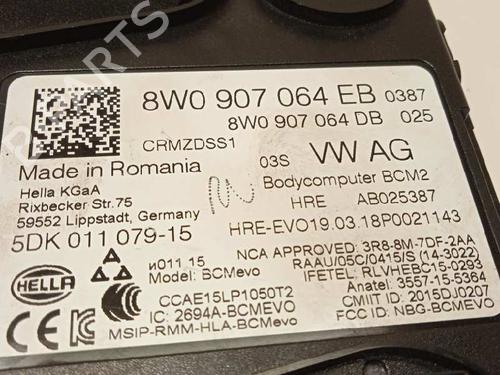 8W0 907 064 EB 0387
8W0 907 064 DB 025
CRMZDSS1
Made in Romania
03S VW AG
Hella KGaA
Rixbecker Str.75
59552 Lippstadt, Germany
Bodycomputer BCM2
HRE AB025387
5DK 011 079-15
HRE-EVO19.03.18P0021143
HELLA
и011 15
Model: BCMevo
NCA APPROVED: 3R8-8M-7DF-2AA
RAAU/05C/0415/S (14-3022)
IFETEL: RLVHEBC15-0293
Anatel: 3557-15-5364
CMIIT ID: 2015DJ0207
FCC ID: NBG-BCMEVO
CCAE15LP1050T2
IC: 2694A-BCMEVO
MSIP-RMM-HLA-BCMevo
PARTS